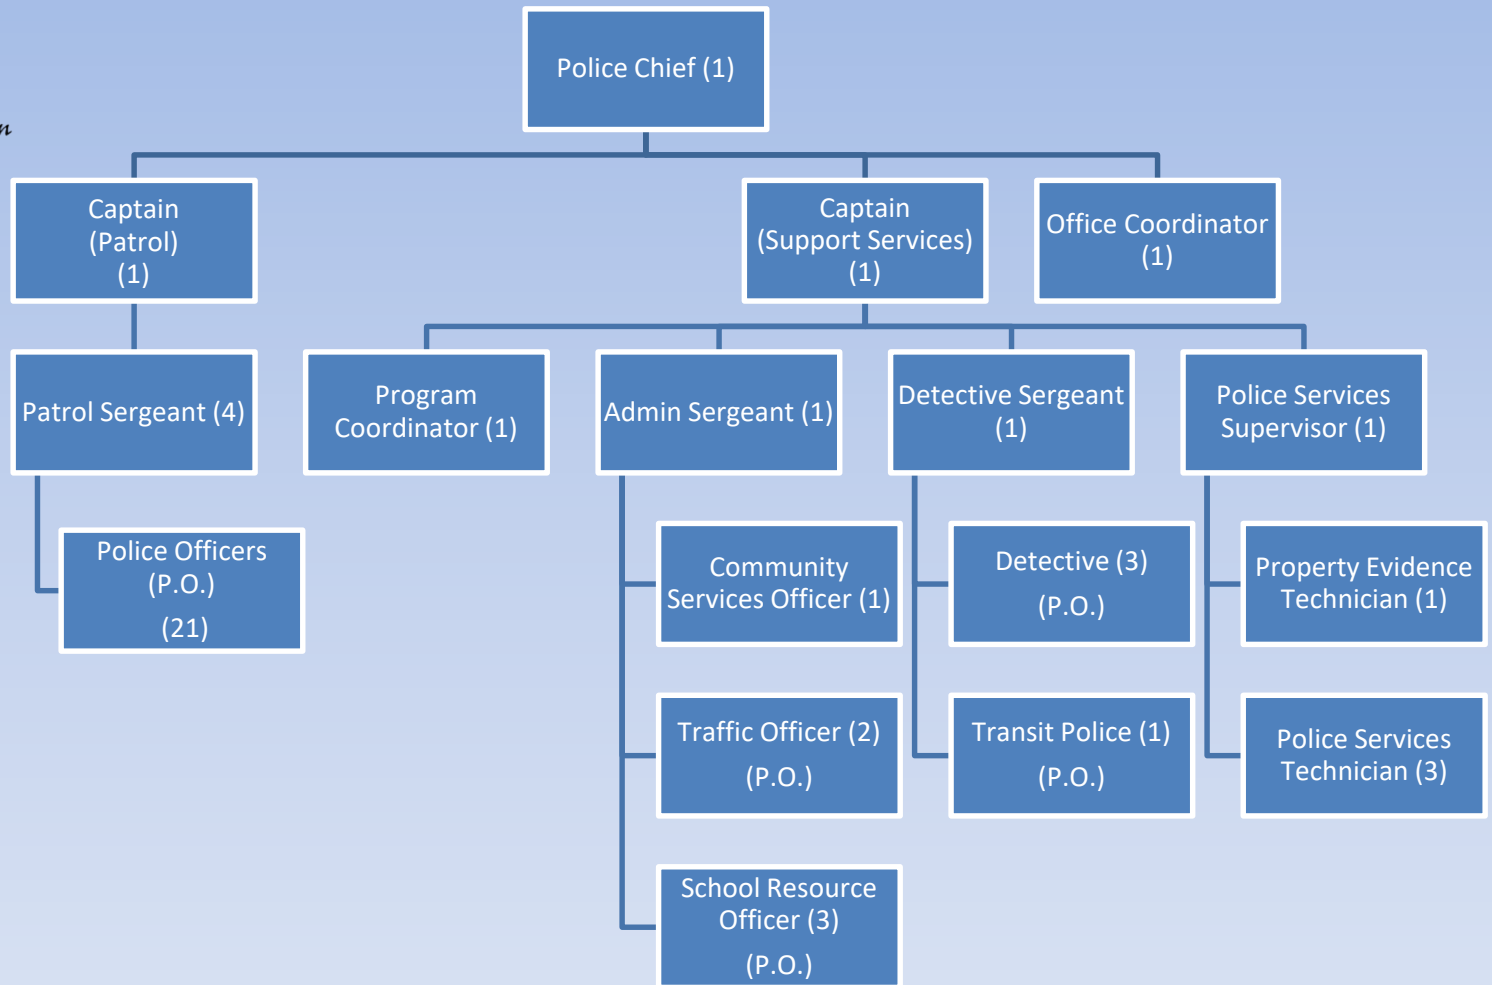 Police Chief (1)
Captain
(Patrol)
(1)
Captain
(Support Services)
(1)
Office Coordinator
(1)
Patrol Sergeant (4)
Program
Coordinator (1)
Admin Sergeant (1)
Detective Sergeant
(1)
Police Services
Supervisor (1)
Police Officers
(P.O.)
(21)
Community
Services Officer (1)
Detective (3)
(P.O.)
Property Evidence
Technician (1)
Traffic Officer (2)
(P.O.)
Transit Police (1)
(P.O.)
Police Services
Technician (3)
School Resource
Officer (3)
(P.O.)